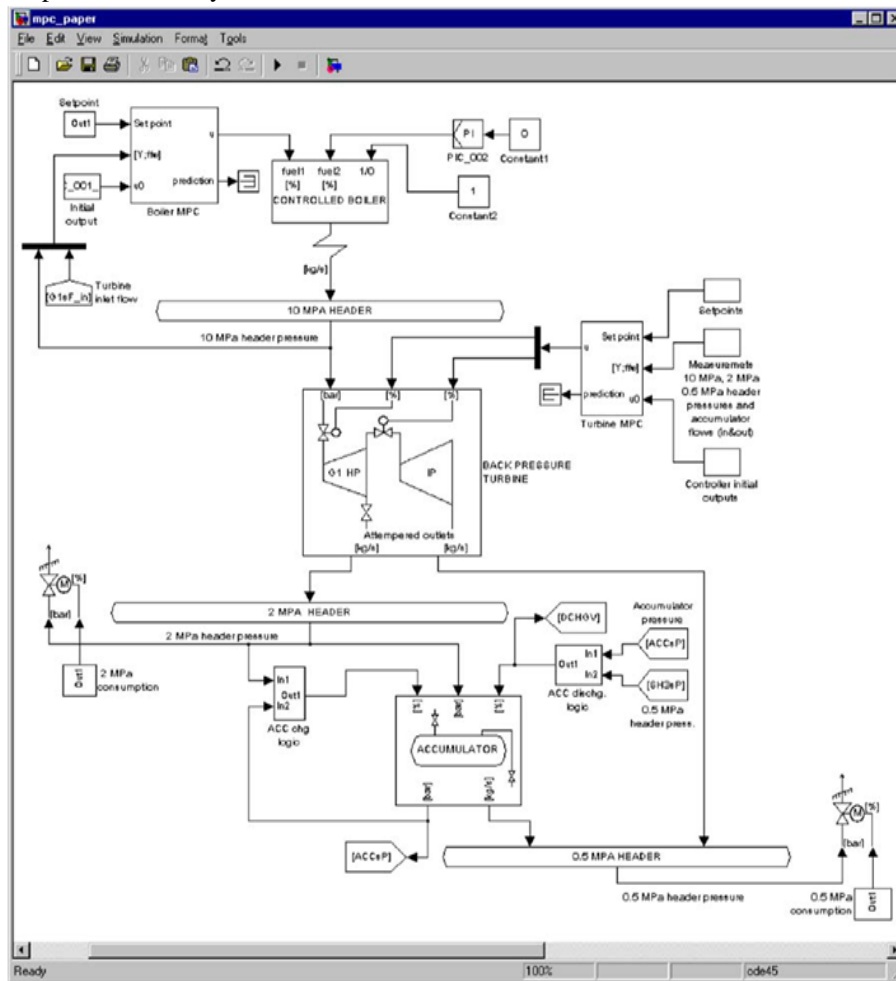 mpc_paper
File Edit View Simulation Format Tools
Setpoint
Out1
Set point
[Y;ffw]
u0
u
prediction
Boiler MPC
Initial
output
PI
PIC_002
0
Constant1
1
Constant2
fuel1 fuel2 1/0
[%] [%]
CONTROLLED BOILER
[kg/s]
Turbine
inlet flow
10 MPA HEADER
10 MPa header pressure
Setpoints
Set point
[Y;ffw]
u0
u
prediction
Turbine MPC
Measuremets
10 MPa, 2 MPa
0.5 MPa header
pressures and
accumulator
flows (in&out)
Controller initial
outputs
[bar] [%] [%]
G1 HP
IP
BACK PRESSURE
TURBINE
Attempered outlets
[kg/s] [kg/s]
M
[%]
[bar]
2 MPA HEADER
2 MPa header pressure
Out1
2 MPa
consumption
In1
In2
Out1
ACC chg
logic
[DCHGV]
Accumulator
pressure
In1
In2
Out1
ACC dischg.
logic
0.5 MPa
header press.
[%] [bar] [%]
ACCUMULATOR
[bar] [kg/s]
0.5 MPA HEADER
0.5 MPa header pressure
M
[%]
[bar]
Out1
0.5 MPa
consumption
Ready
100%
ode45